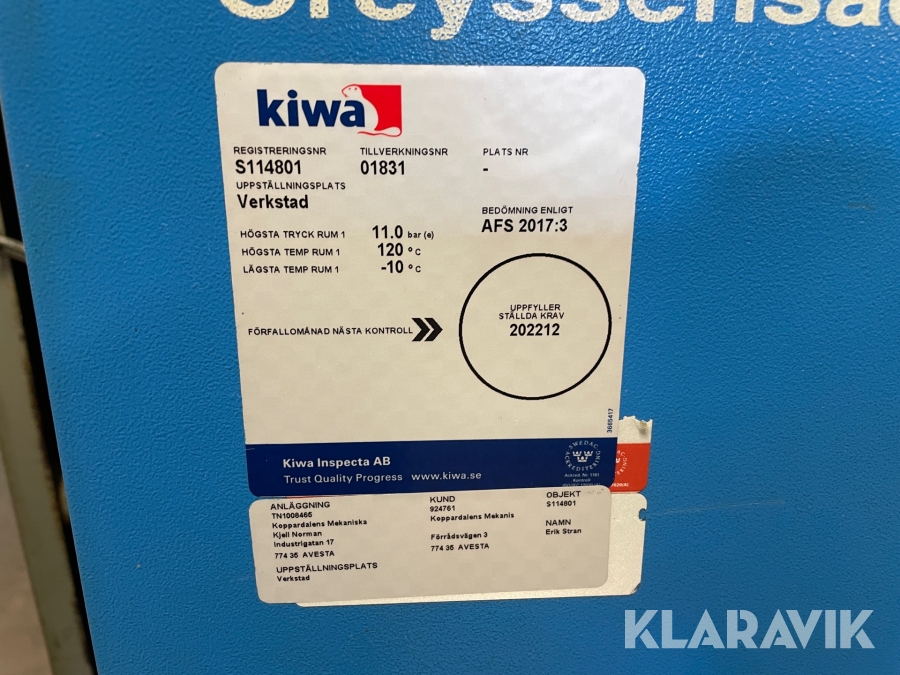 kiwa
REGISTRERINGSNR TILLVERKNINGSNR PLATS NR
S114801 01831 -
UPPSTÄLLNINGSPLATS
Verkstad
BEDÖMNING ENLIGT
AFS 2017:3
HÖGSTA TRYCK RUM 1 11.0 bar (e)
HÖGSTA TEMP RUM 1 120 °C
LÄGSTA TEMP RUM 1 -10 °C
UPPFYLLER
STÄLLDA KRAV
202212
FÖRFALLOMÅNAD NÄSTA KONTROLL
3665417
Kiwa Inspecta AB
Trust Quality Progress www.kiwa.se
SWEDAC
ACKREDITERING
ANLÄGGNING
TN1008465
Koppardalens Mekaniska
Kjell Norman
Industrigatan 17
774 35 AVESTA
UPPSTÄLLNINGSPLATS
Verkstad
KUND
924761
Koppardalens Mekanis
Förrådsvägen 3
774 35 AVESTA
OBJEKT
S114801
NAMN
Erik Stran
KLARAVIK